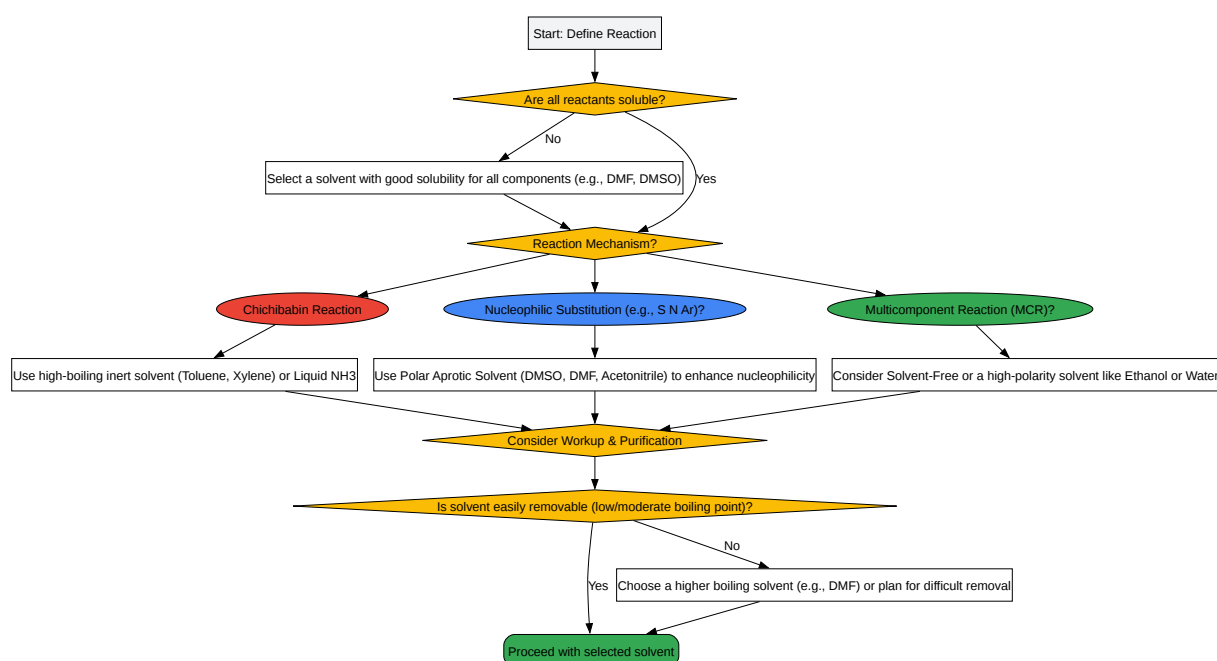 Start: Define Reaction
Are all reactants soluble?
No
Select a solvent with good solubility for all components (e.g., DMF, DMSO)
Yes
Reaction Mechanism?
Chichibabin Reaction
Nucleophilic Substitution (e.g., S N Ar)?
Multicomponent Reaction (MCR)?
Use high-boiling inert solvent (Toluene, Xylene) or Liquid NH3
Use Polar Aprotic Solvent (DMSO, DMF, Acetonitrile) to enhance nucleophilicity
Consider Solvent-Free or a high-polarity solvent like Ethanol or Water
Consider Workup & Purification
Is solvent easily removable (low/moderate boiling point)?
No
Yes
Choose a higher boiling solvent (e.g., DMF) or plan for difficult removal
Proceed with selected solvent